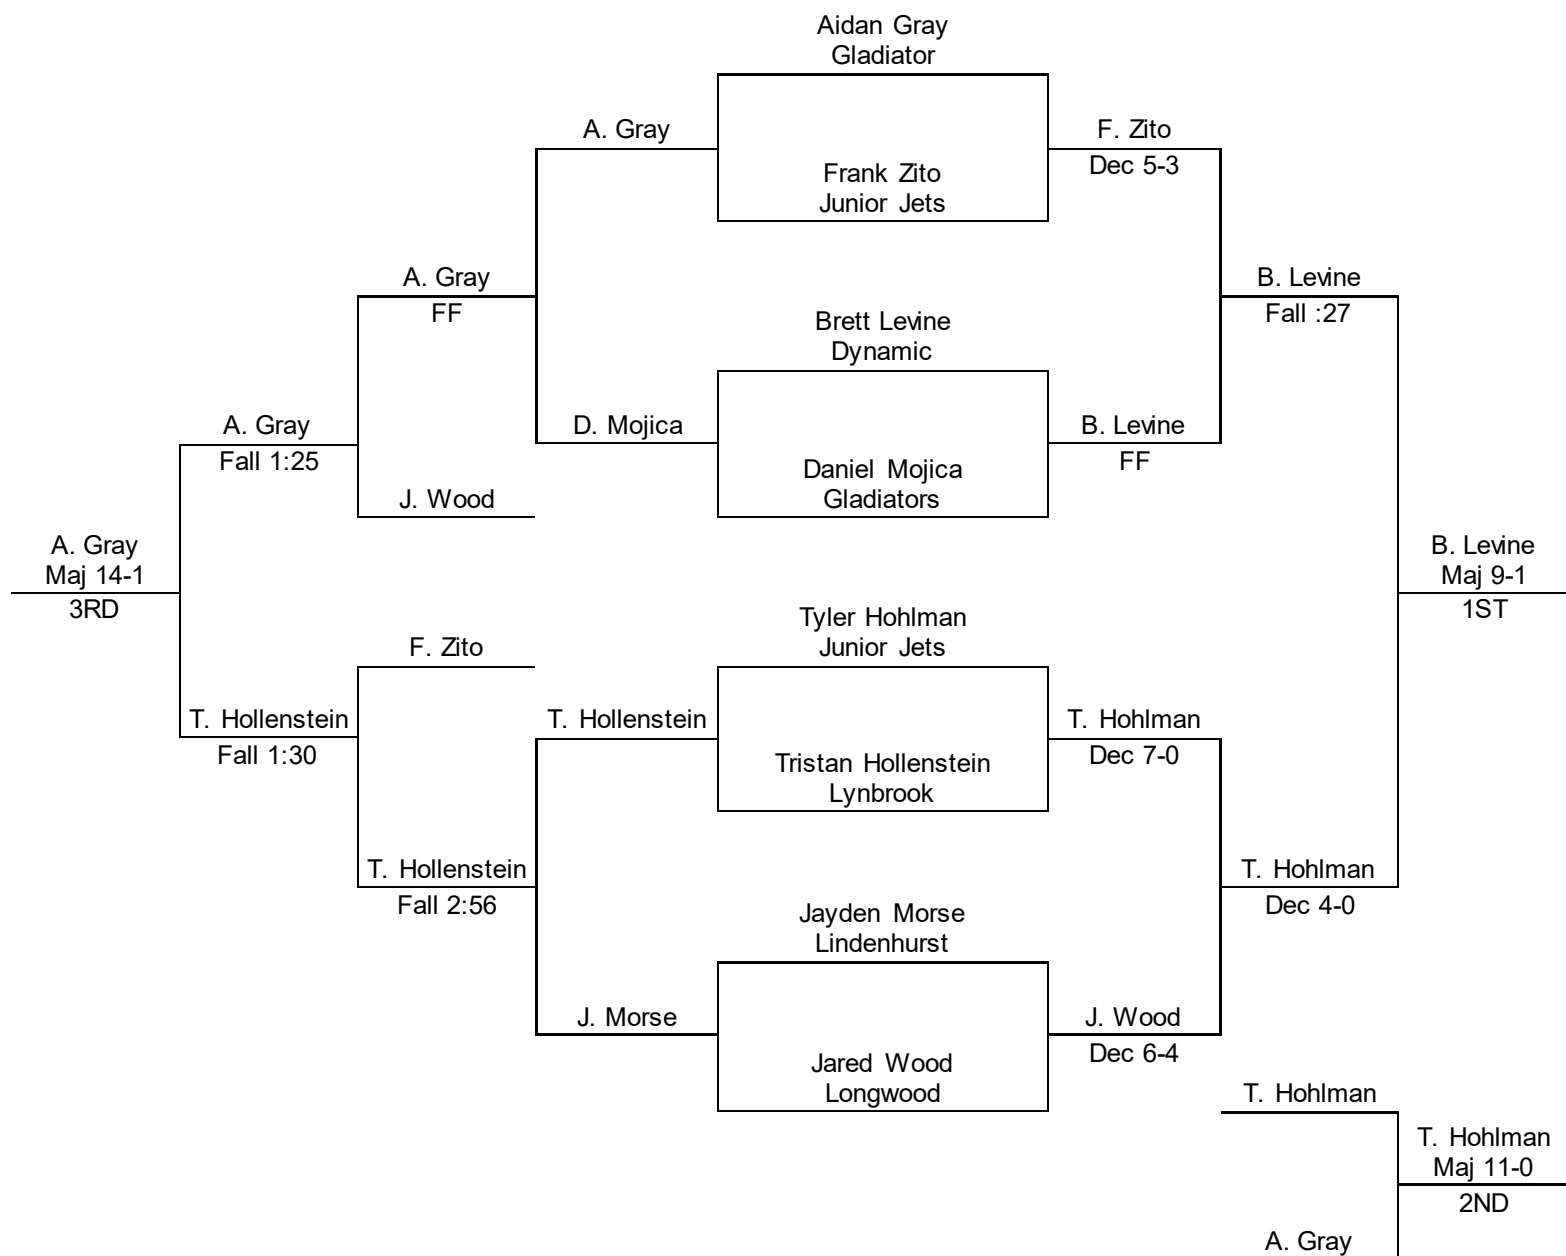 Aidan Gray
Gladiator
A. Gray
F. Zito
Dec 5-3
Frank Zito
Junior Jets
A. Gray
FF
B. Levine
Fall :27
Brett Levine
Dynamic
A. Gray
Fall 1:25
D. Mojica
B. Levine
FF
Daniel Mojica
Gladiators
J. Wood
A. Gray
Maj 14-1
3RD
B. Levine
Maj 9-1
1ST
Tyler Hohlman
Junior Jets
F. Zito
T. Hollenstein
Fall 1:30
T. Hollenstein
T. Hohlman
Dec 7-0
Tristan Hollenstein
Lynbrook
T. Hollenstein
Fall 2:56
T. Hohlman
Dec 4-0
Jayden Morse
Lindenhurst
J. Morse
J. Wood
Dec 6-4
Jared Wood
Longwood
T. Hohlman
T. Hohlman
Maj 11-0
2ND
A. Gray